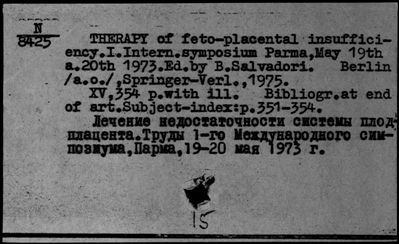 N
8425
THERAPY of feto-placental insuffici-
ency.I.Intern.symposium Parma,May 19th
a.20th 1973.Ed.by B.Salvadori. Berlin
/a.o./,Springer-Verl.,1975.
XV,354 p.with ill. Bibliogr.at end
of art.Subject-index:p.351-354.
Лечение недостаточности системы плод-
плацента.Труды 1-го Международного сим-
позиума,Парма,19-20 мая 1973 г.
15